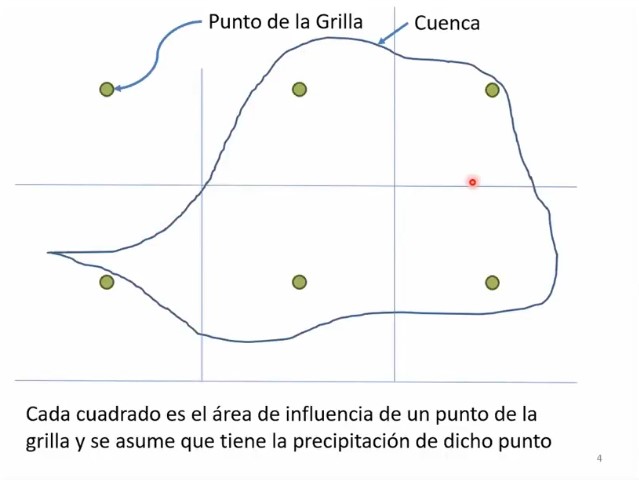 Punto de la Grilla
Cuenca
Cada cuadrado es el área de influencia de un punto de la
grilla y se asume que tiene la precipitación de dicho punto
4